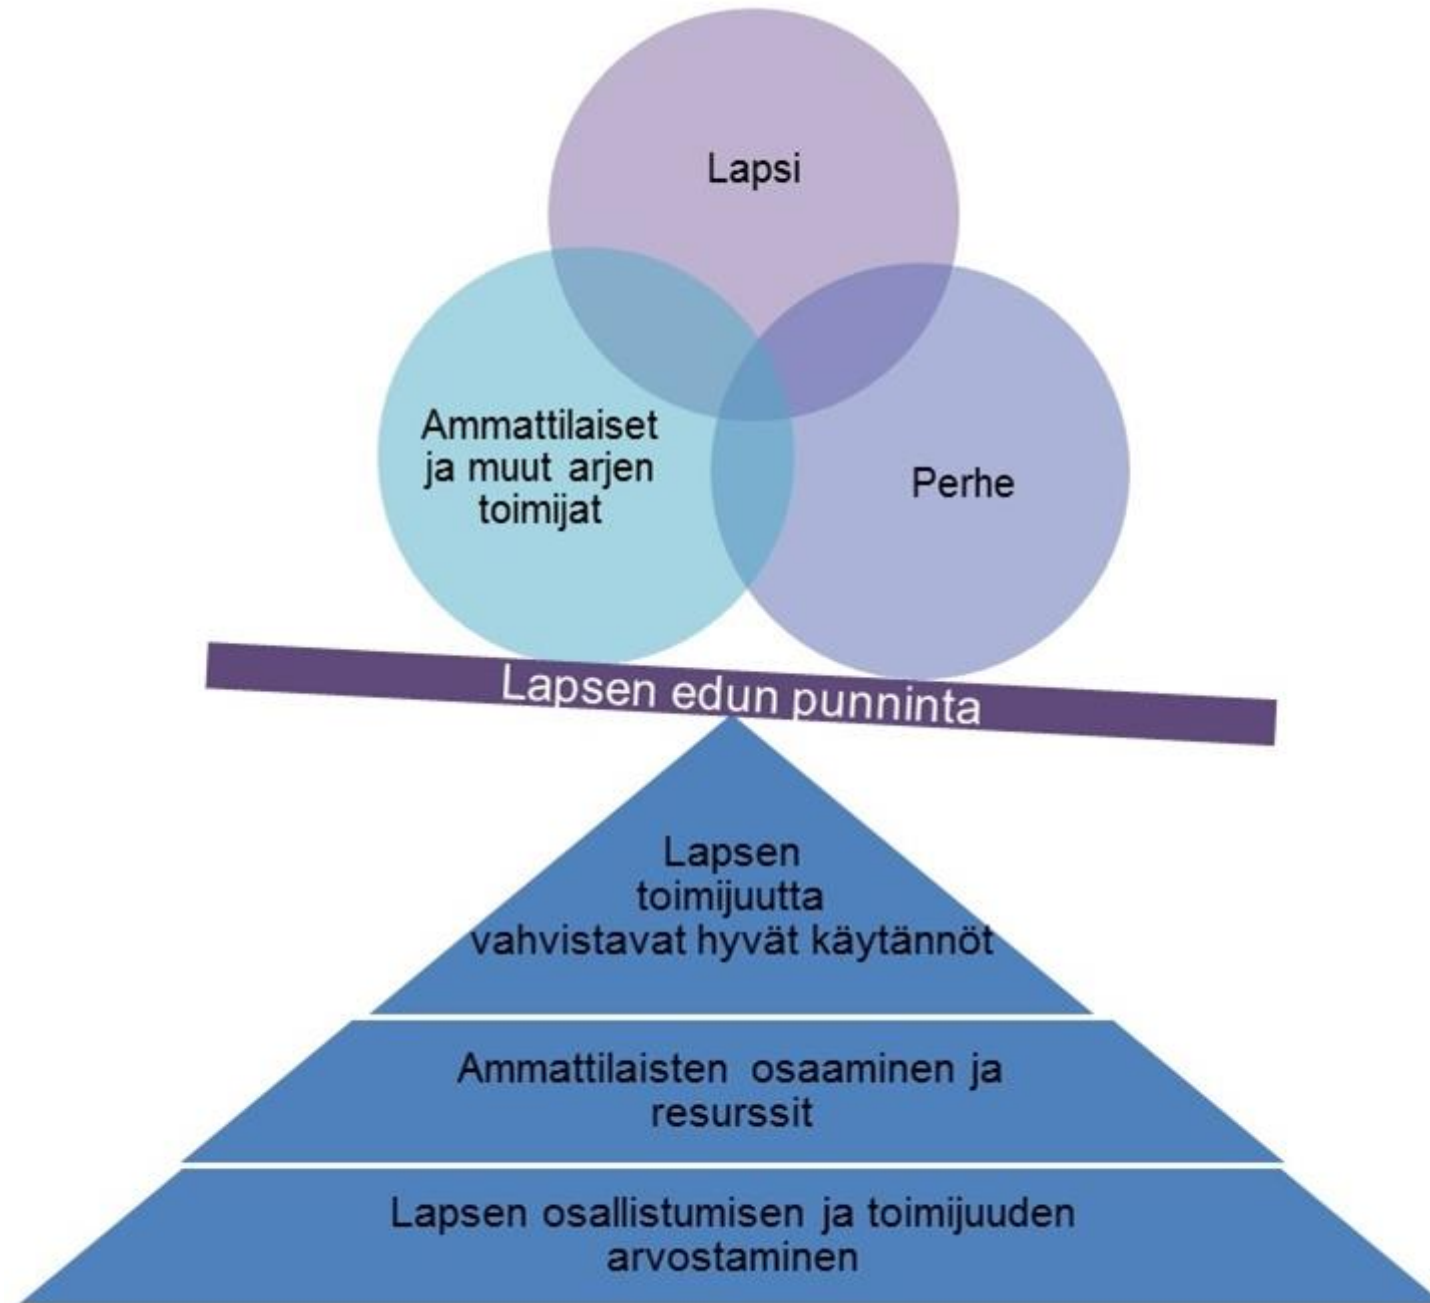 Lapsi
Ammattilaiset
ja muut arjen
toimijat
Perhe
Lapsen edun punninta
Lapsen
toimijuutta
vahvistavat hyvät käytännöt
Ammattilaisten osaaminen ja
resurssit
Lapsen osallistumisen ja toimijuuden
arvostaminen